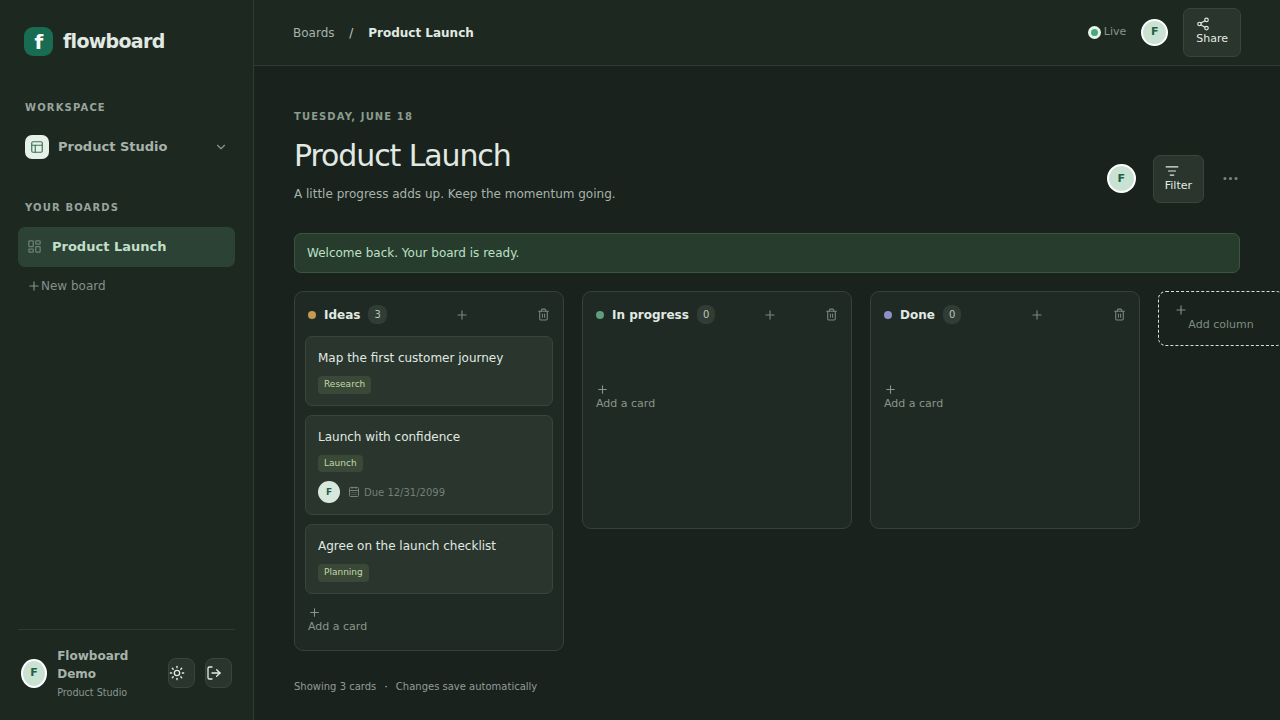 f flowboard
Boards / Product Launch
Live
F
Share
WORKSPACE
Product Studio
YOUR BOARDS
Product Launch
New board
TUESDAY, JUNE 18
Product Launch
A little progress adds up. Keep the momentum going.
F
Filter
Welcome back. Your board is ready.
Ideas 3
Map the first customer journey
Research
Launch with confidence
Launch
F Due 12/31/2099
Agree on the launch checklist
Planning
Add a card
In progress 0
Add a card
Done 0
Add a card
Add column
Showing 3 cards · Changes save automatically
F
Flowboard
Demo
Product Studio